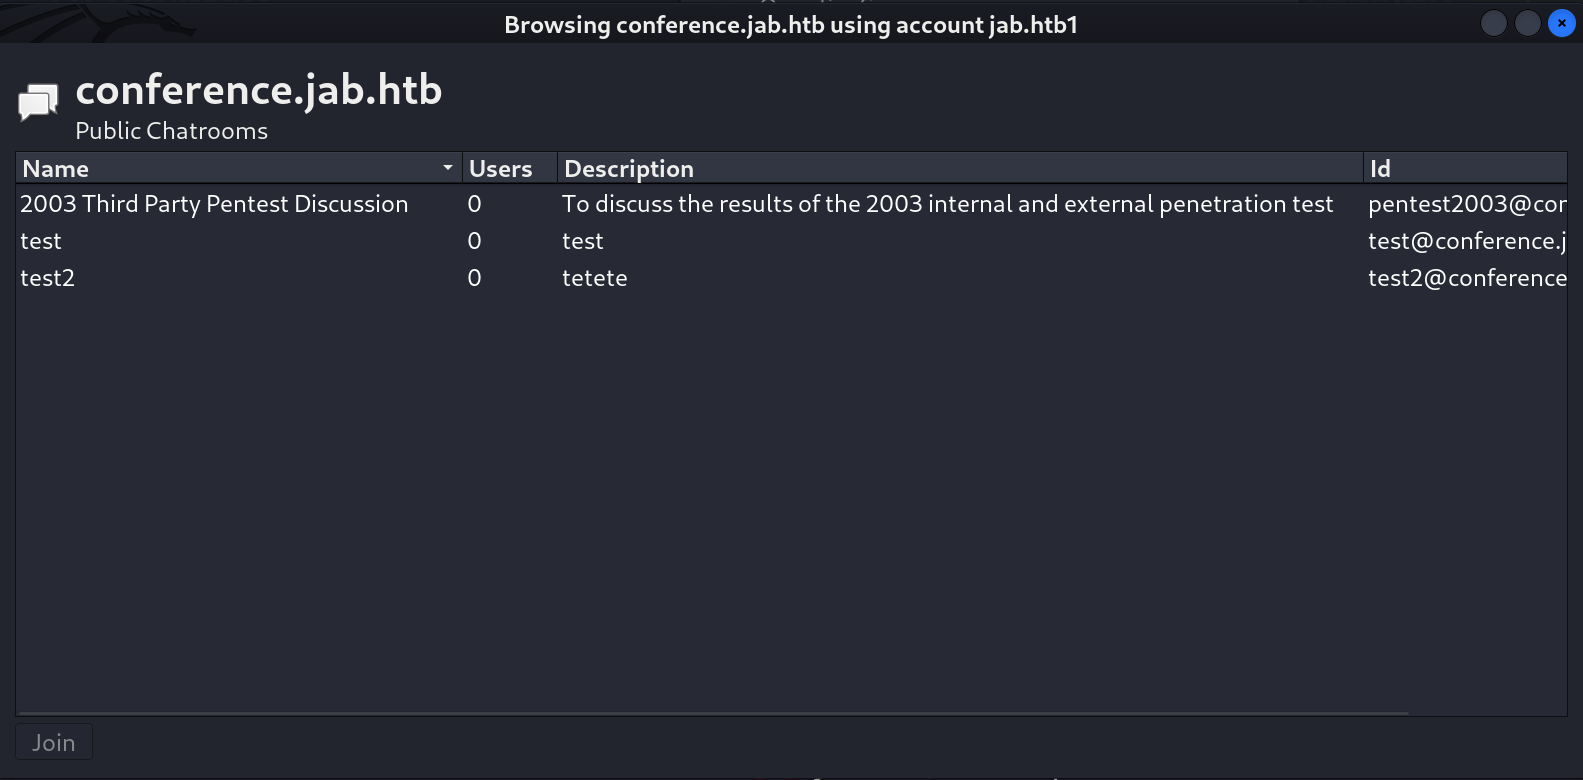 Browsing conference.jab.htb using account jab.htb1
conference.jab.htb
Public Chatrooms
Name Users Description Id
2003 Third Party Pentest Discussion 0 To discuss the results of the 2003 internal and external penetration test pentest2003@con
test 0 test test@conference.j
test2 0 tetete test2@conference
Join